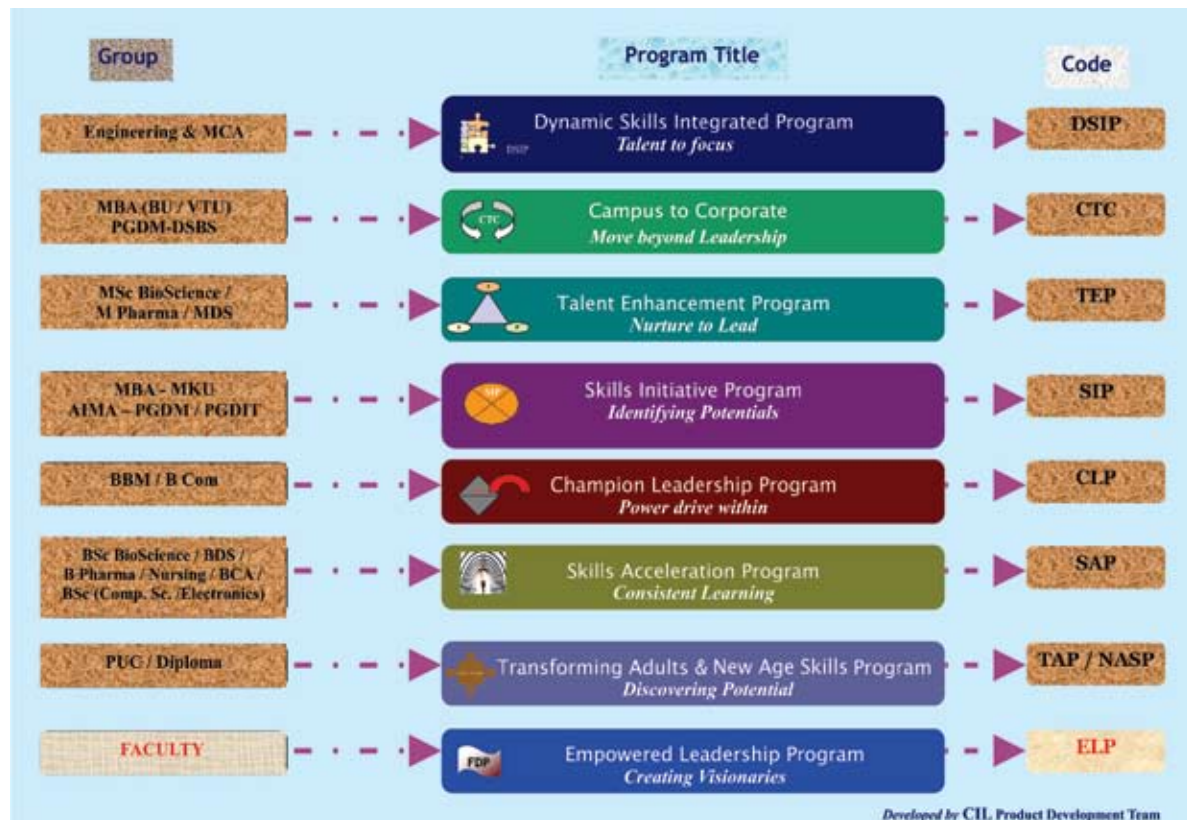 Group
Program Title
Code
Engineering & MCA
Dynamic Skills Integrated Program
DSIP
Talent to focus
DSIP
MBA (BU / VTU)
PGDM-DSBS
CTC
Campus to Corporate
Move beyond Leadership
CTC
MSc BioScience /
M Pharma / MDS
Talent Enhancement Program
Nurture to Lead
TEP
MBA - MKU
AIMA – PGDM / PGDIT
SIP
Skills Initiative Program
Identifying Potentials
SIP
BBM / B Com
Champion Leadership Program
Power drive within
CLP
BSc BioScience / BDS /
B Pharma / Nursing / BCA /
BSc (Comp. Sc. /Electronics)
Skills Acceleration Program
Consistent Learning
SAP
PUC / Diploma
Transforming Adults & New Age Skills Program
Discovering Potential
TAP / NASP
FACULTY
FDP
Empowered Leadership Program
Creating Visionaries
ELP
Developed by CIL Product Development Team